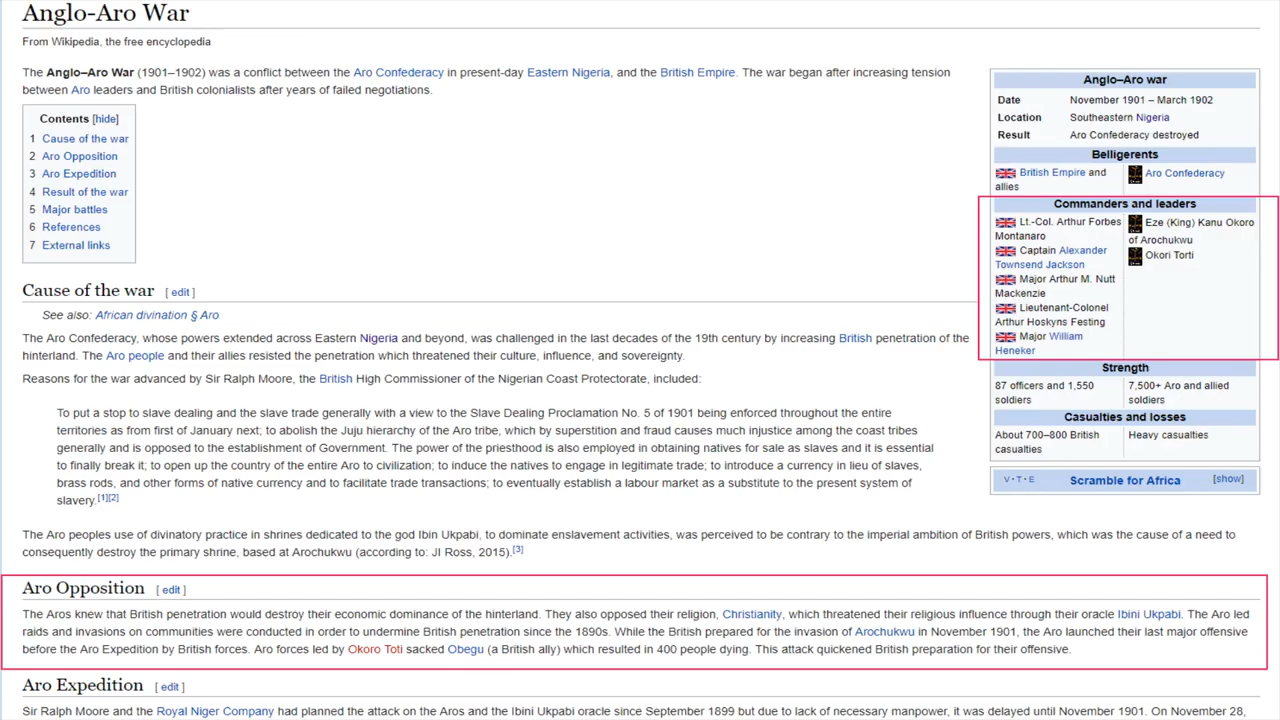 Anglo-Aro War
From Wikipedia, the free encyclopedia
The Anglo–Aro War (1901–1902) was a conflict between the Aro Confederacy in present-day Eastern Nigeria, and the British Empire. The war began after increasing tension
between Aro leaders and British colonialists after years of failed negotiations.
Contents [hide]
1 Cause of the war
2 Aro Opposition
3 Aro Expedition
4 Result of the war
5 Major battles
6 References
7 External links
Anglo–Aro war
Date November 1901 – March 1902
Location Southeastern Nigeria
Result Aro Confederacy destroyed
Belligerents
British Empire and
allies
Aro Confederacy
Commanders and leaders
Lt.-Col. Arthur Forbes
Montanaro
Captain Alexander
Townsend Jackson
Major Arthur M. Nutt
Mackenzie
Lieutenant-Colonel
Arthur Hoskyns Festing
Major William
Heneker
Eze (King) Kanu Okoro
of Arochukwu
Okori Torti
Strength
87 officers and 1,550
soldiers
7,500+ Aro and allied
soldiers
Casualties and losses
About 700–800 British
casualties
Heavy casualties
V·T·E Scramble for Africa [show]
Cause of the war [ edit ]
See also: African divination § Aro
The Aro Confederacy, whose powers extended across Eastern Nigeria and beyond, was challenged in the last decades of the 19th century by increasing British penetration of the
hinterland. The Aro people and their allies resisted the penetration which threatened their culture, influence, and sovereignty.
Reasons for the war advanced by Sir Ralph Moore, the British High Commissioner of the Nigerian Coast Protectorate, included:
To put a stop to slave dealing and the slave trade generally with a view to the Slave Dealing Proclamation No. 5 of 1901 being enforced throughout the entire
territories as from first of January next; to abolish the Juju hierarchy of the Aro tribe, which by superstition and fraud causes much injustice among the coast tribes
generally and is opposed to the establishment of Government. The power of the priesthood is also employed in obtaining natives for sale as slaves and it is essential
to finally break it; to open up the country of the entire Aro to civilization; to induce the natives to engage in legitimate trade; to introduce a currency in lieu of slaves,
brass rods, and other forms of native currency and to facilitate trade transactions; to eventually establish a labour market as a substitute to the present system of
slavery.[1][2]
The Aro peoples use of divinatory practice in shrines dedicated to the god Ibin Ukpabi, to dominate enslavement activities, was perceived to be contrary to the imperial ambition of British powers, which was the cause of a need to
consequently destroy the primary shrine, based at Arochukwu (according to: JI Ross, 2015).[3]
Aro Opposition [ edit ]
The Aros knew that British penetration would destroy their economic dominance of the hinterland. They also opposed their religion, Christianity, which threatened their religious influence through their oracle Ibini Ukpabi. The Aro led
raids and invasions on communities were conducted in order to undermine British penetration since the 1890s. While the British prepared for the invasion of Arochukwu in November 1901, the Aro launched their last major offensive
before the Aro Expedition by British forces. Aro forces led by Okoro Toti sacked Obegu (a British ally) which resulted in 400 people dying. This attack quickened British preparation for their offensive.
Aro Expedition [ edit ]
Sir Ralph Moore and the Royal Niger Company had planned the attack on the Aros and the Ibini Ukpabi oracle since September 1899 but due to lack of necessary manpower, it was delayed until November 1901. On November 28,